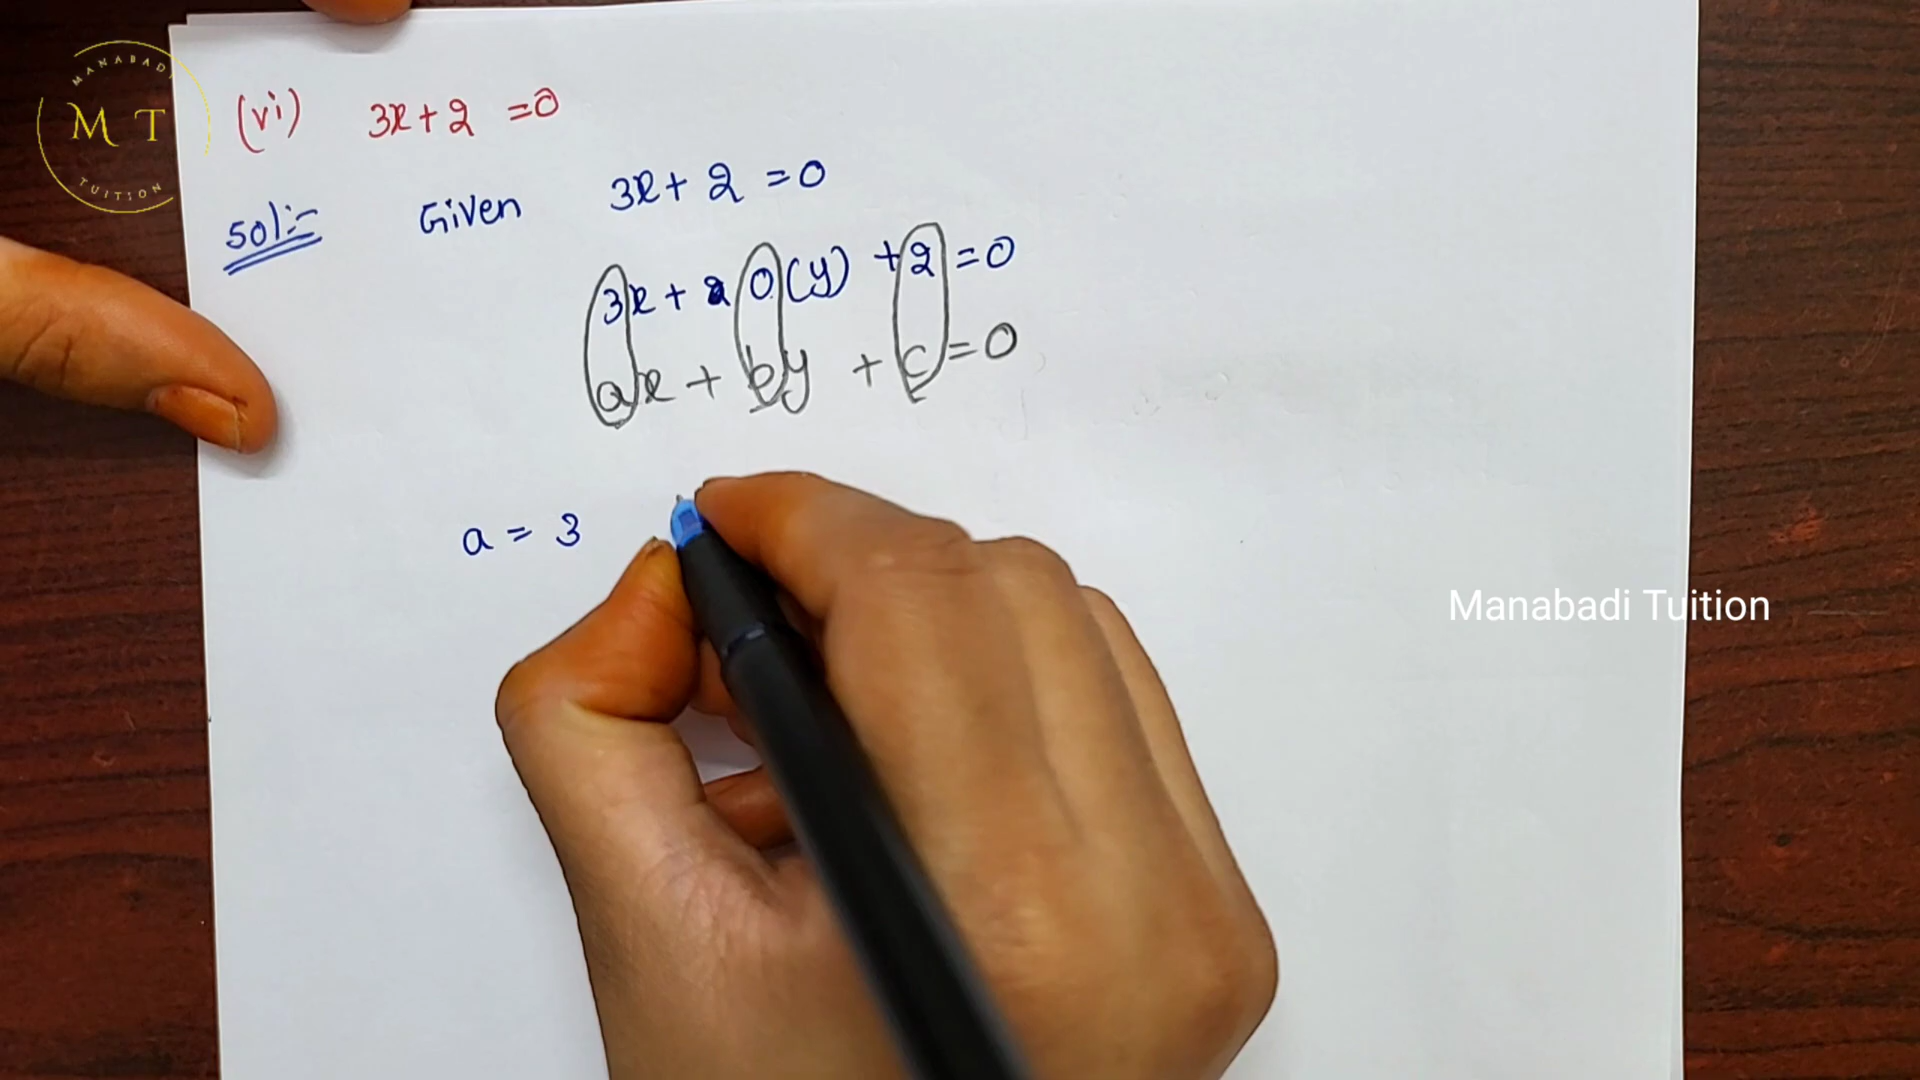 MANABADI
M T
TUITION
(vi) 3x+2 =0
Sol:- Given 3x+ 2 =0
3x + 0(y) +2 =0
ax + by + c =0
a = 3
Manabadi Tuition